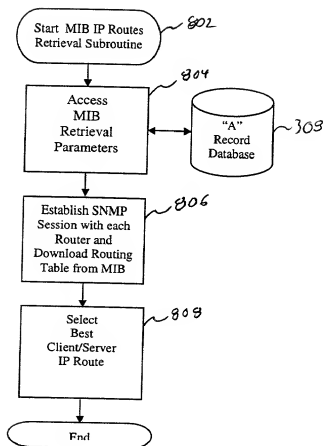 Start MIB IP Routes
Retrieval Subroutine
802
804
Access
MIB
Retrieval
Parameters
"A"
Record
Database
308
806
Establish SNMP
Session with each
Router and
Download Routing
Table from MIB
808
Select
Best
Client/Server
IP Route
End